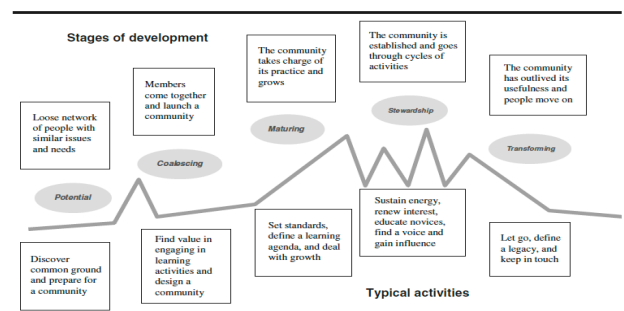 Stages of development
Loose network
of people with
similar issues
and needs
Potential
Discover
common ground
and prepare for
a community
Members
come together
and launch a
community
Coalescing
Find value in
engaging in
learning
activities and
design a
community
The community
takes charge of
its practice and
grows
Maturing
Set standards,
define a learning
agenda, and deal
with growth
The community is
established and goes
through cycles of
activities
Stewardship
Sustain energy,
renew interest,
educate novices,
find a voice and
gain influence
The community
has outlived its
usefulness and
people move on
Transforming
Let go, define
a legacy, and
keep in touch
Typical activities